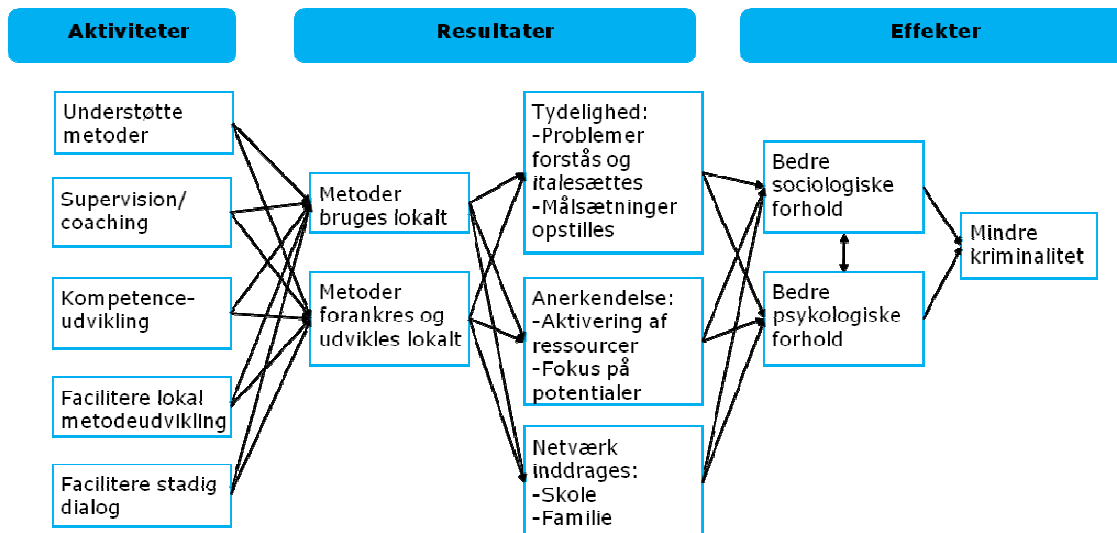 Aktiviteter
Resultater
Effekter
Understøtte
metoder
Supervision/
coaching
Kompetence-
udvikling
Facilitere lokal
metodeudvikling
Facilitere stadig
dialog
Metoder
bruges lokalt
Metoder
forankres og
udvikles lokalt
Tydelighed:
-Problemer
forstås og
italesættes
-Målsætninger
opstilles
Anerkendelse:
-Aktivering af
ressourcer
-Fokus på
potentialer
Netværk
inddrages:
-Skole
-Familie
Bedre
sociologiske
forhold
Bedre
psykologiske
forhold
Mindre
kriminalitet